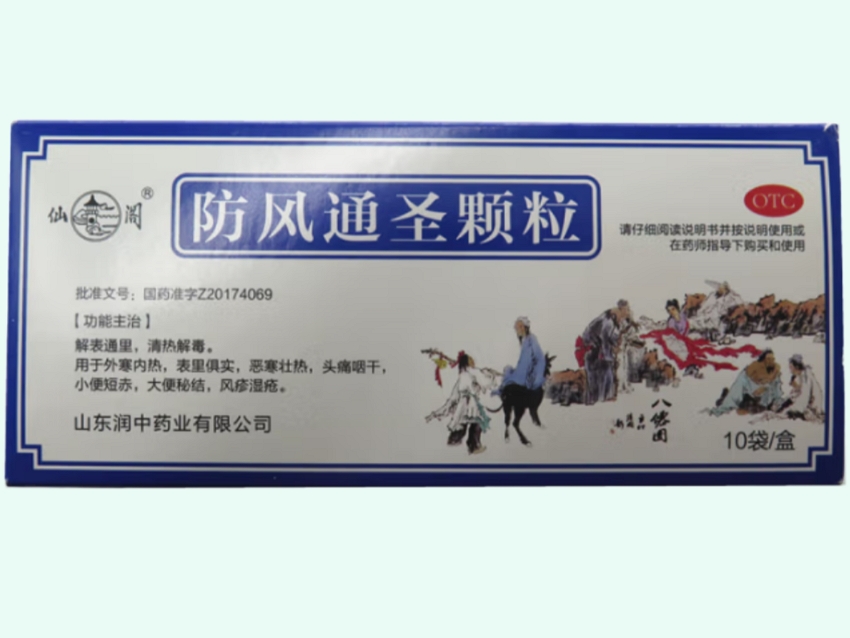 仙阁®
防风通圣颗粒
OTC
请仔细阅读说明书并按说明使用或
在药师指导下购买和使用
批准文号：国药准字Z20174069
【功能主治】
解表通里，清热解毒。
用于外寒内热，表里俱实，恶寒壮热，头痛咽干，
小便短赤，大便秘结，风疹湿疮。
山东润中药业有限公司
八仙图
10袋/盒